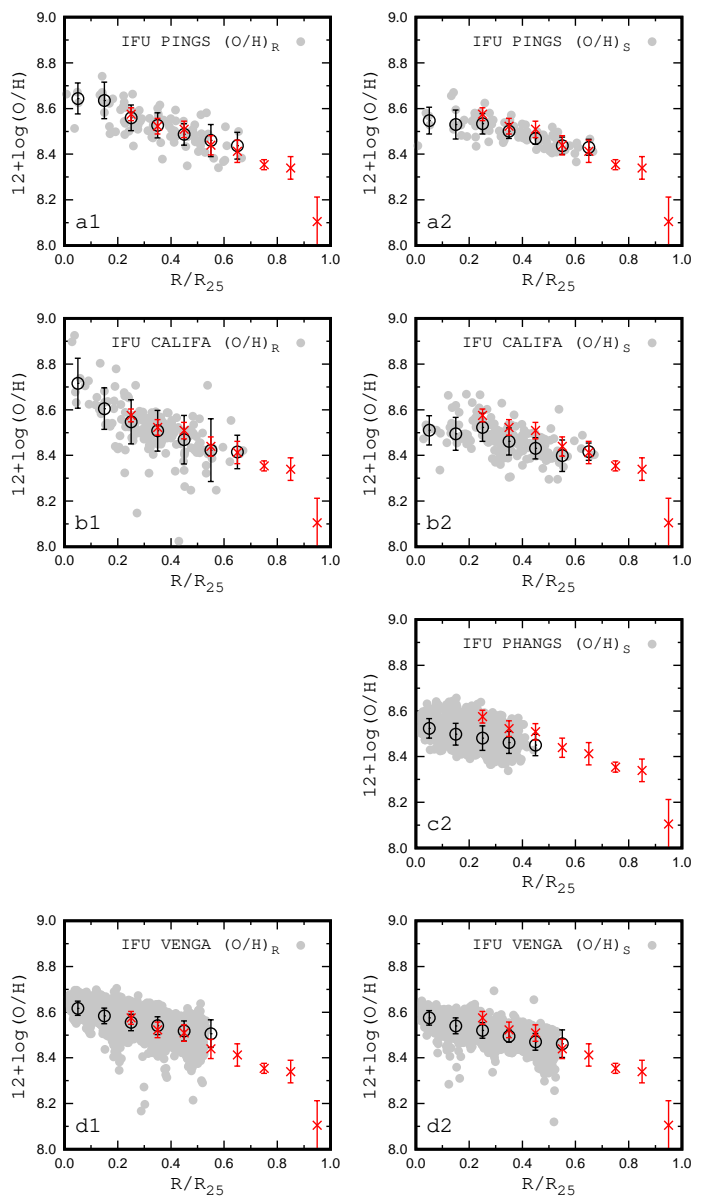 IFU PINGS (O/H)R
12+log(O/H)
9.0
8.8
8.6
8.4
8.2
8.0
a1
0.0 0.2 0.4 0.6 0.8 1.0
R/R25
IFU PINGS (O/H)S
12+log(O/H)
9.0
8.8
8.6
8.4
8.2
8.0
a2
0.0 0.2 0.4 0.6 0.8 1.0
R/R25
IFU CALIFA (O/H)R
12+log(O/H)
9.0
8.8
8.6
8.4
8.2
8.0
b1
0.0 0.2 0.4 0.6 0.8 1.0
R/R25
IFU CALIFA (O/H)S
12+log(O/H)
9.0
8.8
8.6
8.4
8.2
8.0
b2
0.0 0.2 0.4 0.6 0.8 1.0
R/R25
IFU PHANGS (O/H)S
12+log(O/H)
9.0
8.8
8.6
8.4
8.2
8.0
c2
0.0 0.2 0.4 0.6 0.8 1.0
R/R25
IFU VENGA (O/H)R
12+log(O/H)
9.0
8.8
8.6
8.4
8.2
8.0
d1
0.0 0.2 0.4 0.6 0.8 1.0
R/R25
IFU VENGA (O/H)S
12+log(O/H)
9.0
8.8
8.6
8.4
8.2
8.0
d2
0.0 0.2 0.4 0.6 0.8 1.0
R/R25